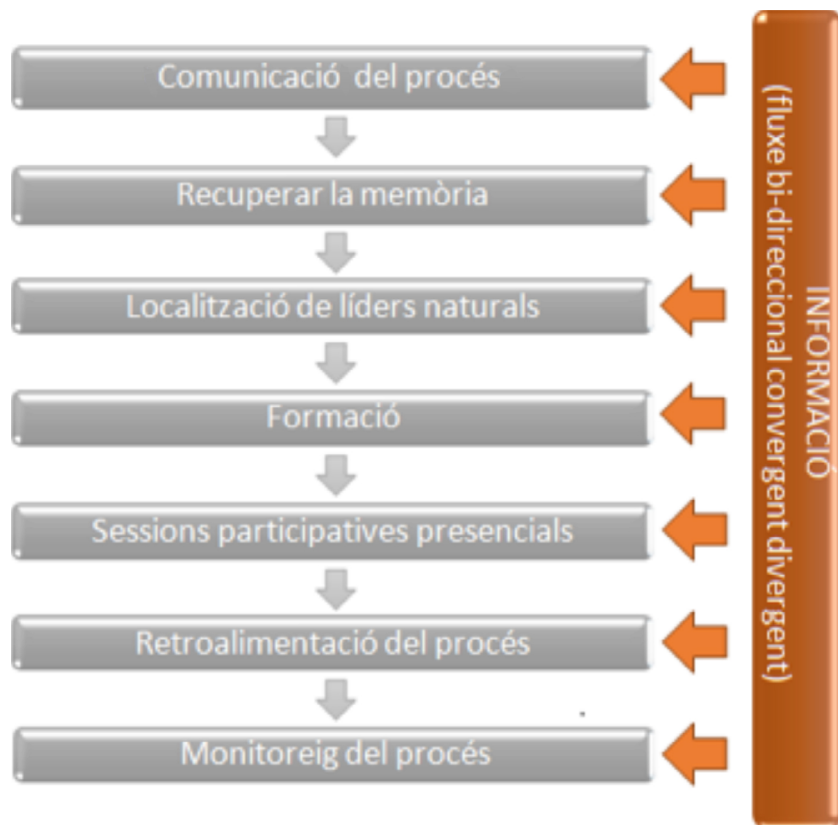 Comunicació del procés
Recuperar la memòria
Localització de líders naturals
Formació
Sessions participatives presencials
Retroalimentació del procés
Monitoreig del procés
INFORMACIÓ
(fluxe bi-direccional convergent divergent)